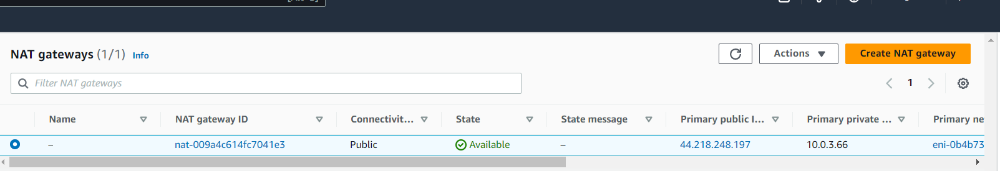 NAT gateways (1/1) Info
Actions
Create NAT gateway
Filter NAT gateways
1
Name NAT gateway ID Connectivit... State State message Primary public I... Primary private ... Primary ne
– nat-009a4c614fc7041e3 Public Available – 44.218.248.197 10.0.3.66 eni-0b4b73